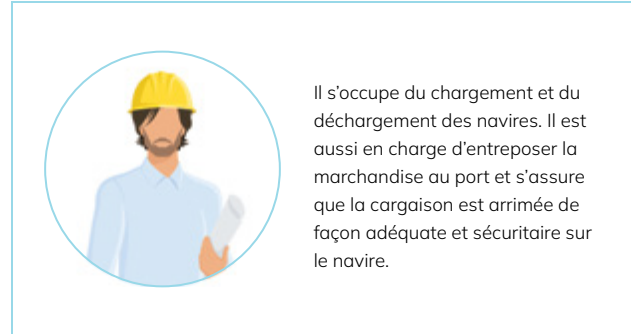 Il s’occupe du chargement et du
déchargement des navires. Il est
aussi en charge d’entreposer la
marchandise au port et s’assure
que la cargaison est arrimée de
façon adéquate et sécuritaire sur
le navire.